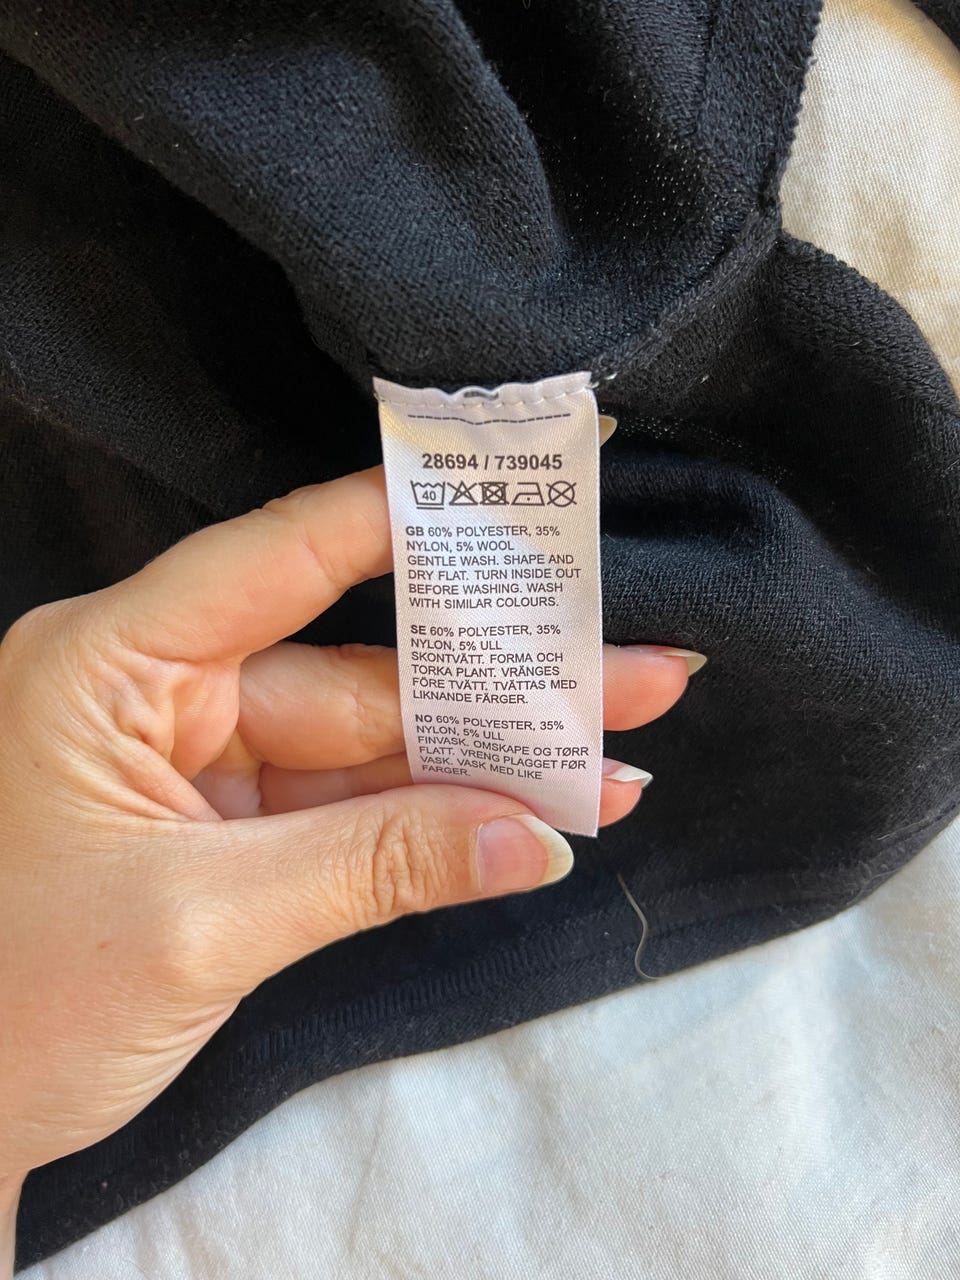 28694 / 739045
40
GB 60% POLYESTER, 35%
NYLON, 5% WOOL
GENTLE WASH. SHAPE AND
DRY FLAT. TURN INSIDE OUT
BEFORE WASHING. WASH
WITH SIMILAR COLOURS.
SE 60% POLYESTER, 35%
NYLON, 5% ULL
SKONTVÄTT. FORMA OCH
TORKA PLANT. VRÄNGES
FÖRE TVÄTT. TVÄTTAS MED
LIKNANDE FÄRGER.
NO 60% POLYESTER, 35%
NYLON, 5% ULL
FINVASK. OMSKAPE OG TØRR
FLATT. VRENG PLAGGET FØR
VASK. VASK MED LIKE
FARGER.